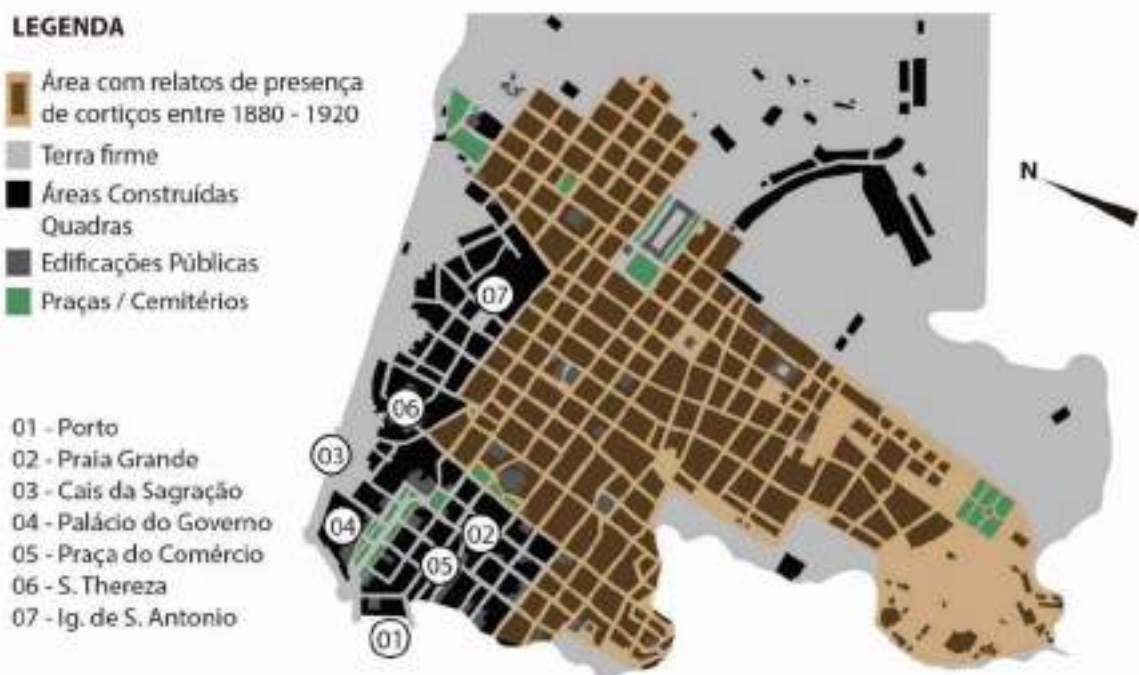 LEGENDA
Área com relatos de presença
de cortiços entre 1880 - 1920
Terra firme
Áreas Construídas
Quadras
Edificações Públicas
Praças / Cemitérios
01 - Porto
02 - Praia Grande
03 - Cais da Sagração
04 - Palácio do Governo
05 - Praça do Comércio
06 - S. Thereza
07 - Ig. de S. Antonio
N
07
06
03
04
02
05
01